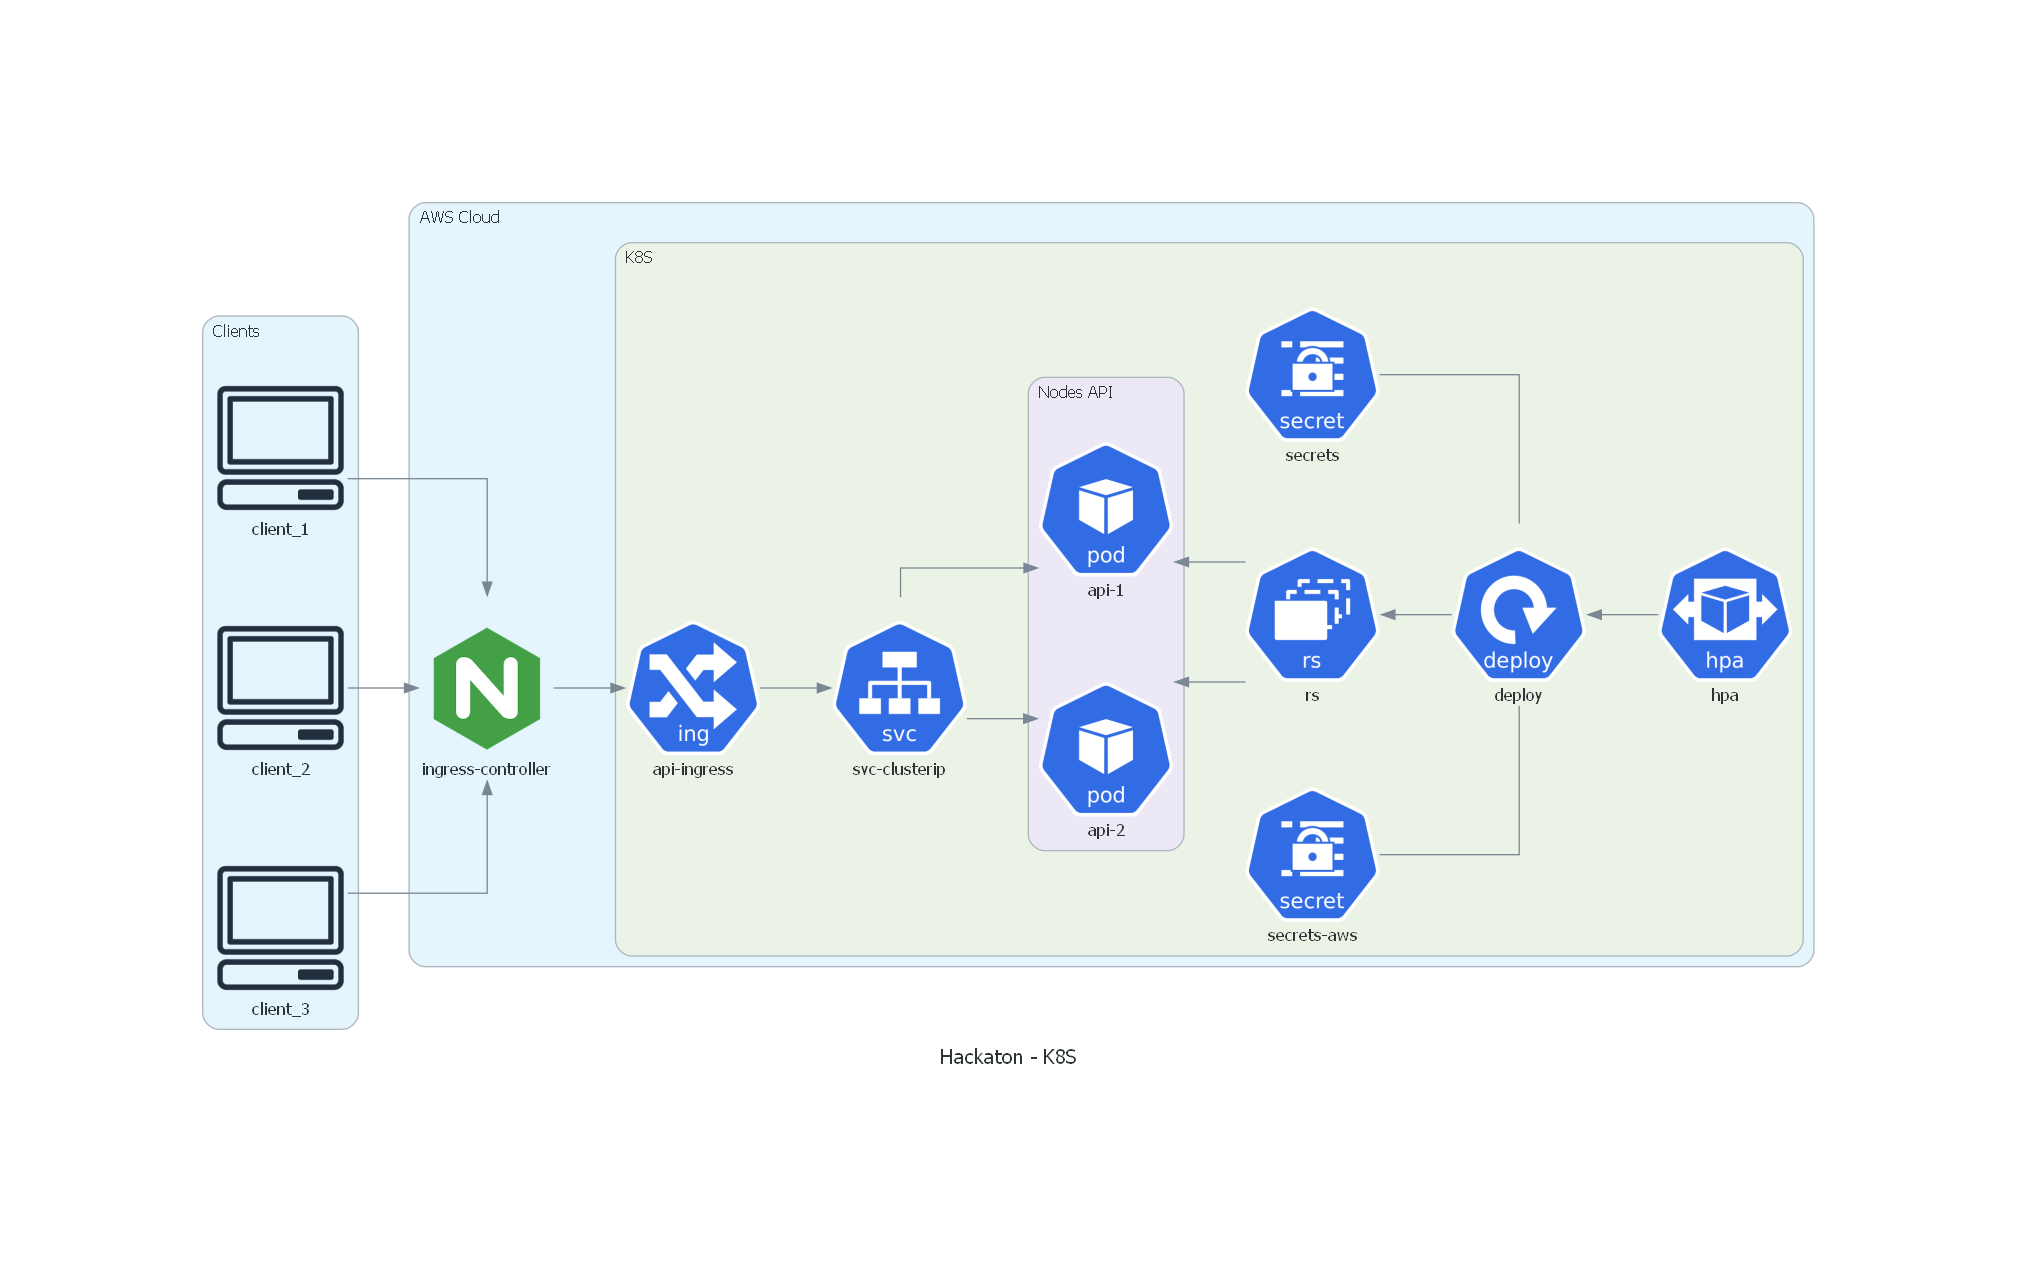 AWS Cloud
K8S
Clients
client_1
client_2
client_3
N
ingress-controller
ing
api-ingress
svc
svc-clusterip
Nodes API
pod
api-1
pod
api-2
secret
secrets
rs
rs
deploy
deploy
hpa
hpa
secret
secrets-aws
Hackaton - K8S